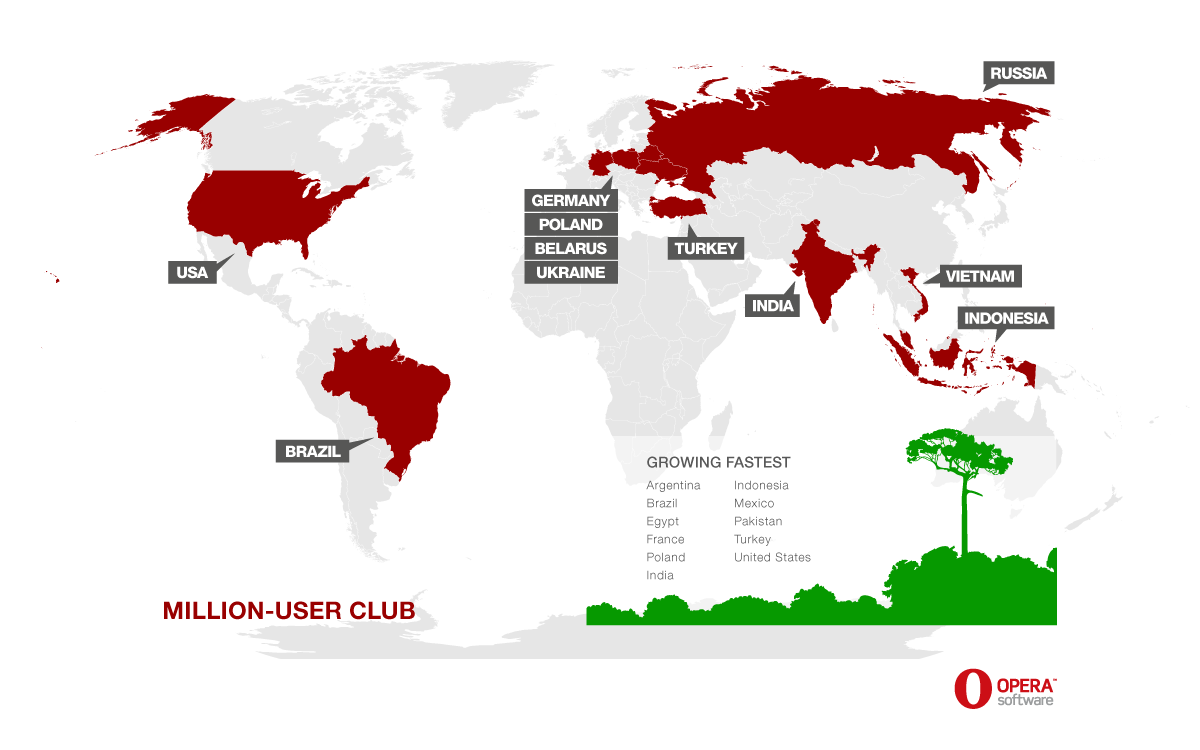 RUSSIA
GERMANY
POLAND
BELARUS
UKRAINE
TURKEY
USA
INDIA
VIETNAM
INDONESIA
BRAZIL
GROWING FASTEST
Argentina
Brazil
Egypt
France
Poland
India
Indonesia
Mexico
Pakistan
Turkey
United States
MILLION-USER CLUB
OPERA™
software